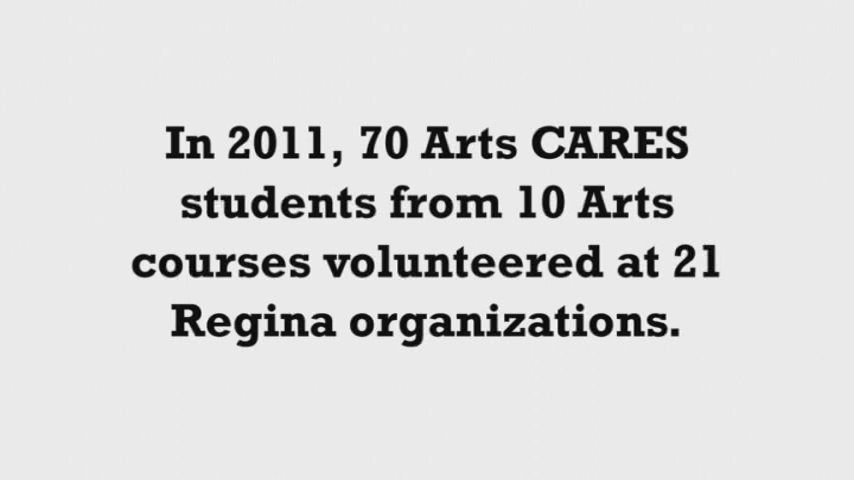 In 2011, 70 Arts CARES
students from 10 Arts
courses volunteered at 21
Regina organizations.